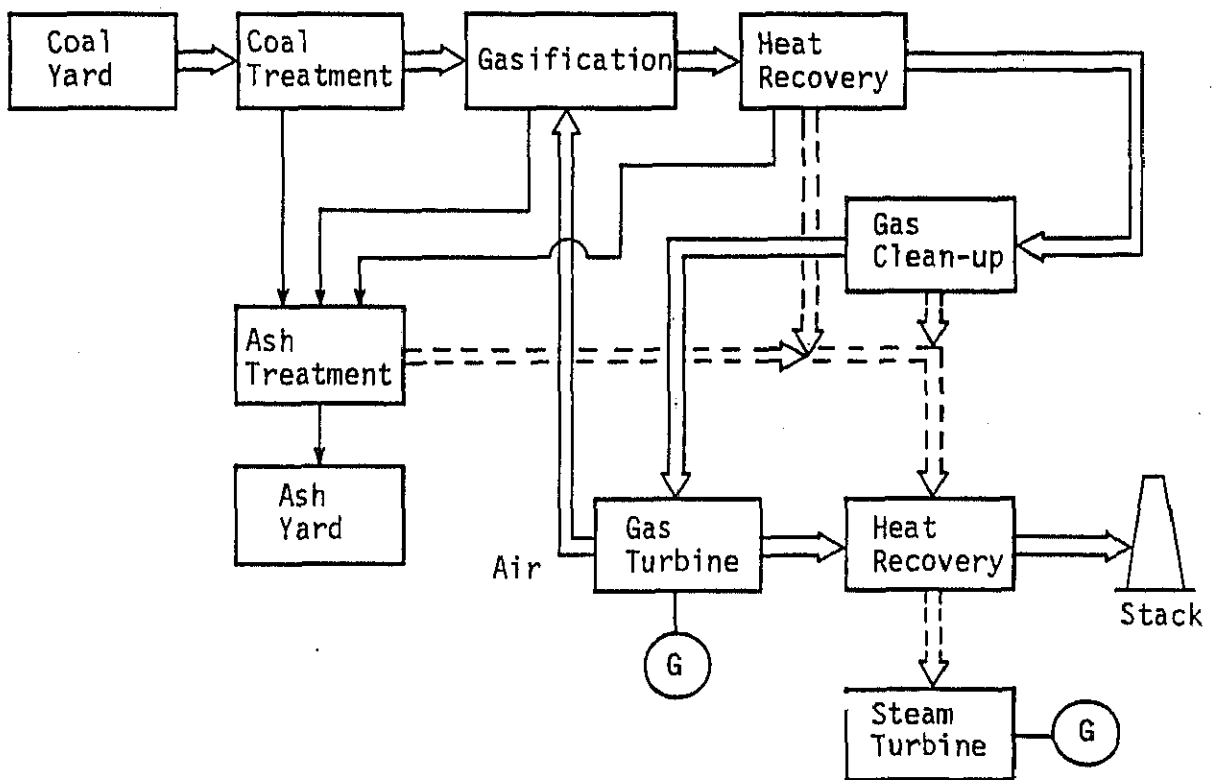 Coal
Yard
Coal
Treatment
Gasification
Heat
Recovery
Gas
Clean-up
Ash
Treatment
Ash
Yard
Air
Gas
Turbine
Heat
Recovery
Stack
G
Steam
Turbine
G